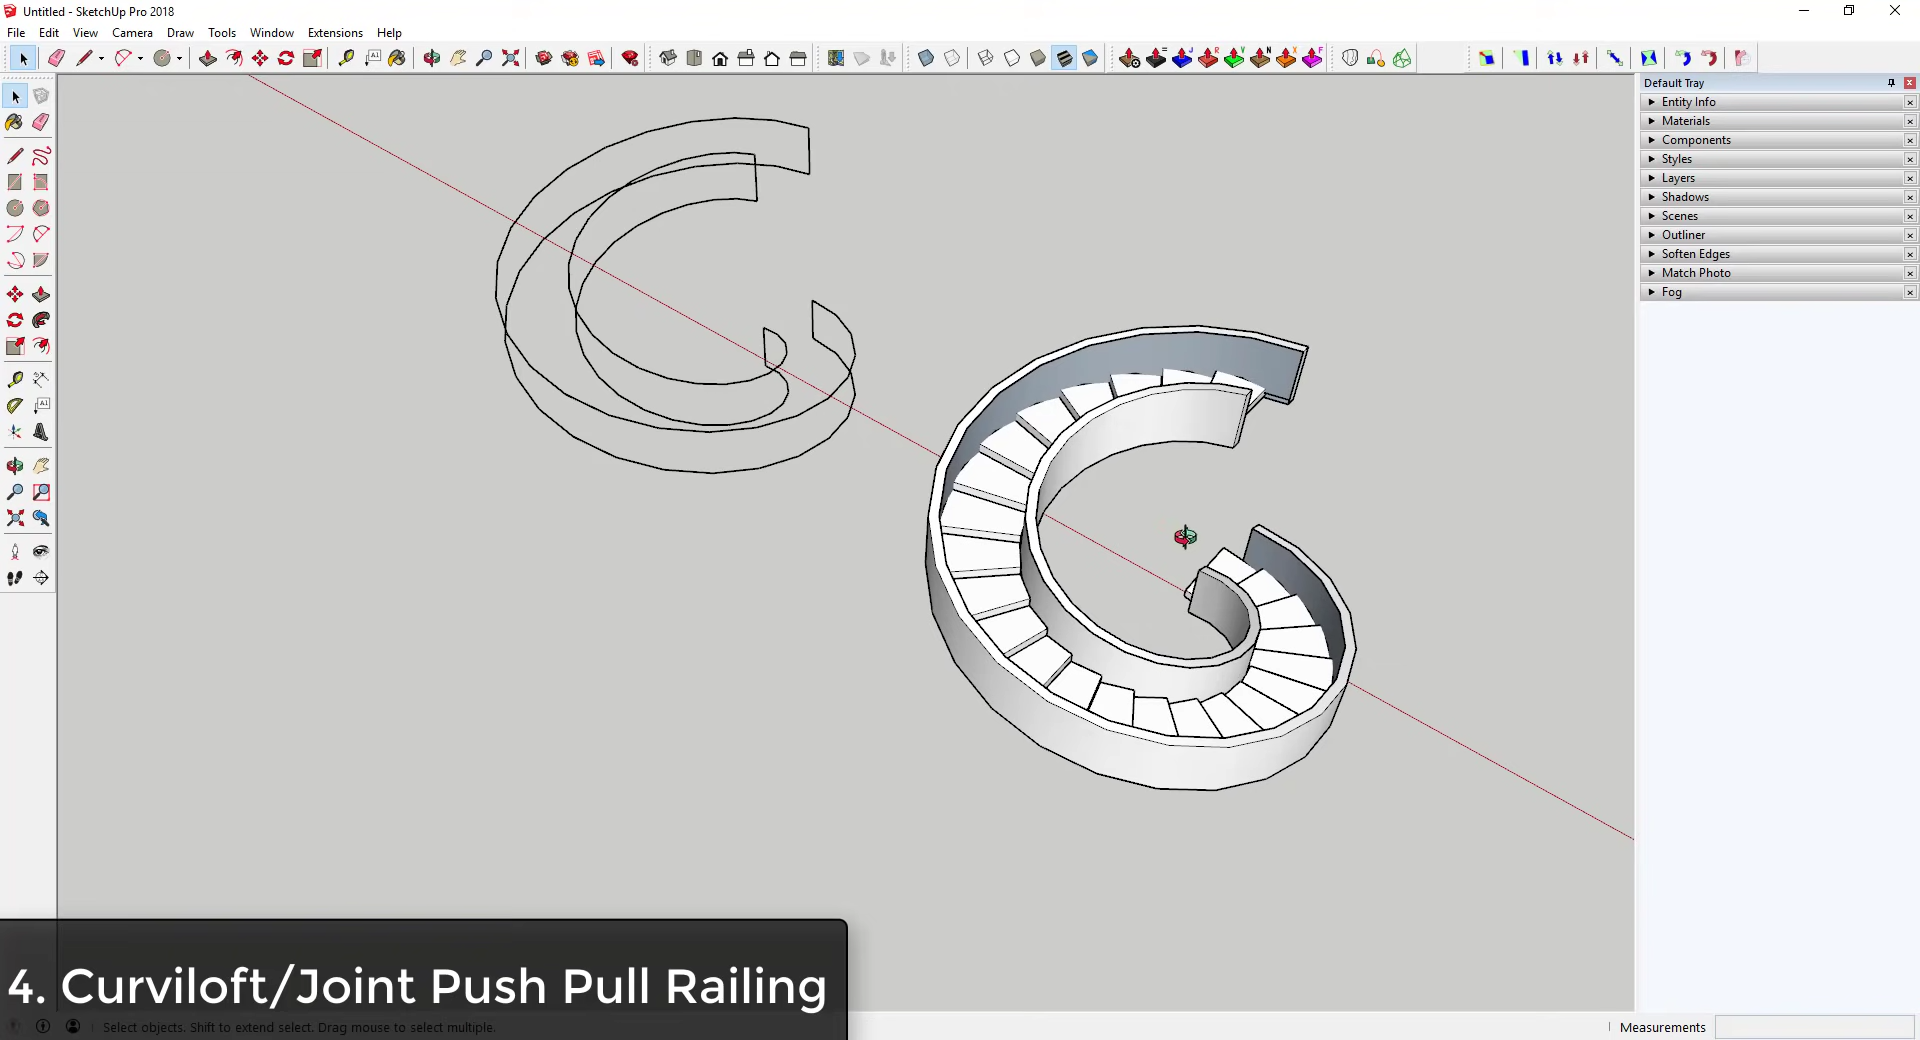 Untitled - SketchUp Pro 2018
File Edit View Camera Draw Tools Window Extensions Help
Default Tray
Entity Info
Materials
Components
Styles
Layers
Shadows
Scenes
Outliner
Soften Edges
Match Photo
Fog
4. Curviloft/Joint Push Pull Railing
Select objects. Shift to extend select. Drag mouse to select multiple.
Measurements